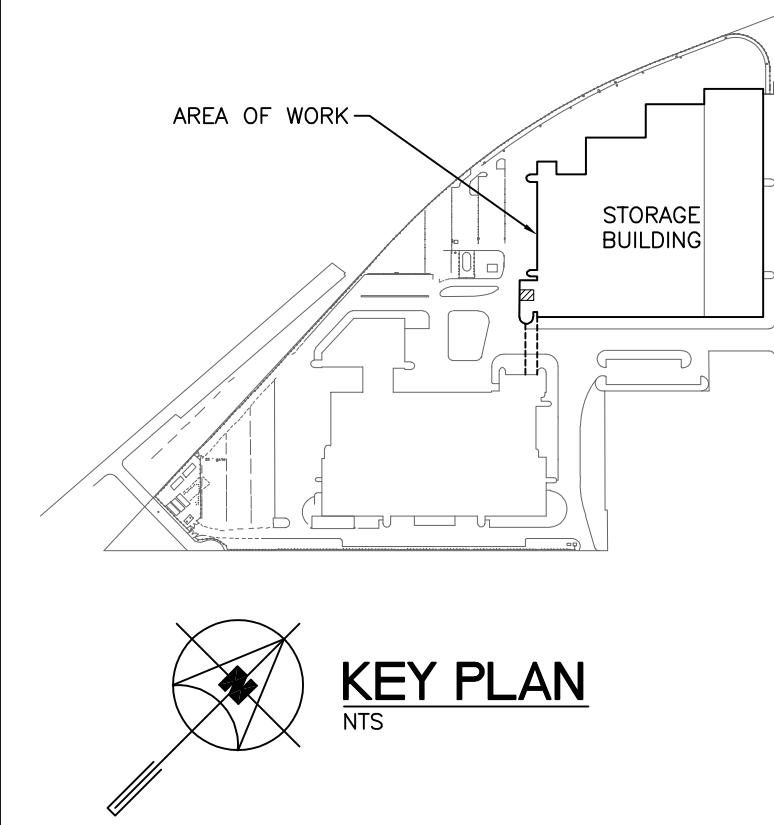 AREA OF WORK
STORAGE
BUILDING
N
KEY PLAN
NTS